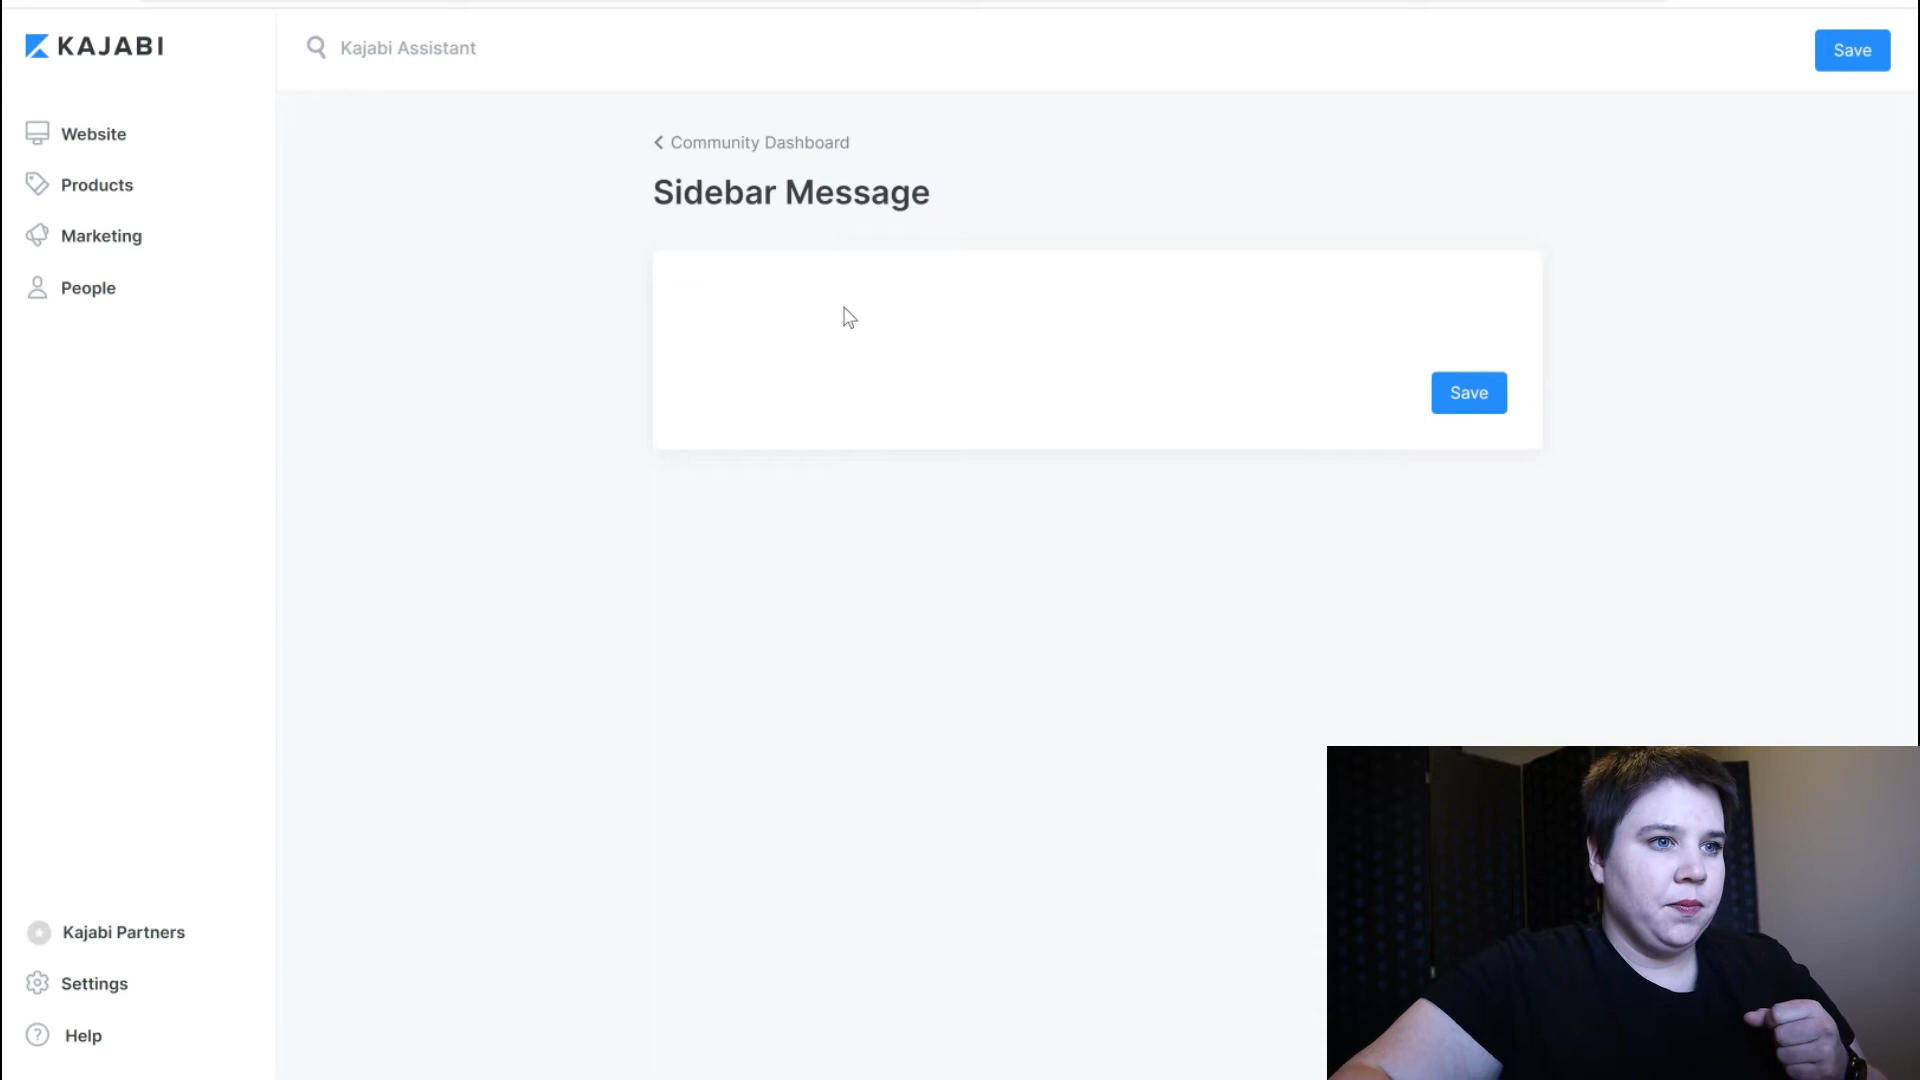 KAJABI
Kajabi Assistant
Save
Website
Products
Marketing
People
Community Dashboard
Sidebar Message
Save
Kajabi Partners
Settings
Help